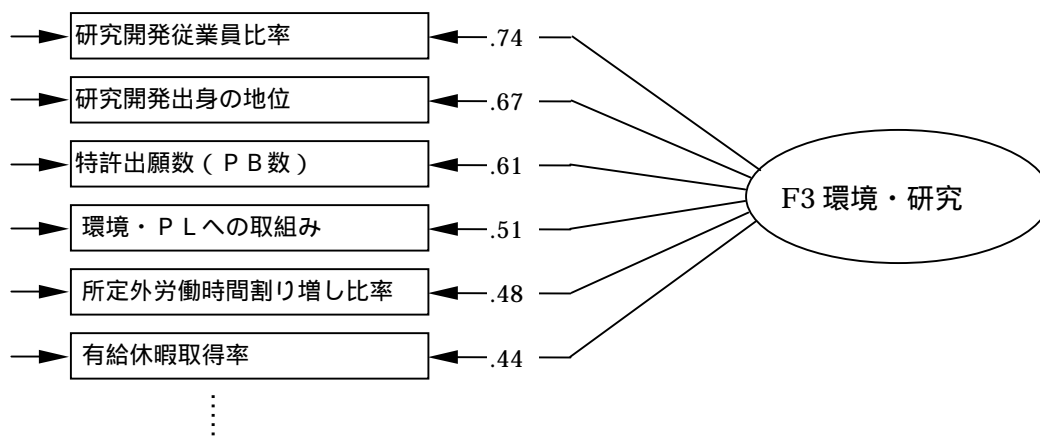 研究開発従業員比率
.74
研究開発出身の地位
.67
特許出願数(PB数)
.61
環境・PLへの取組み
.51
所定外労働時間割り増し比率
.48
有給休暇取得率
.44
F3 環境・研究